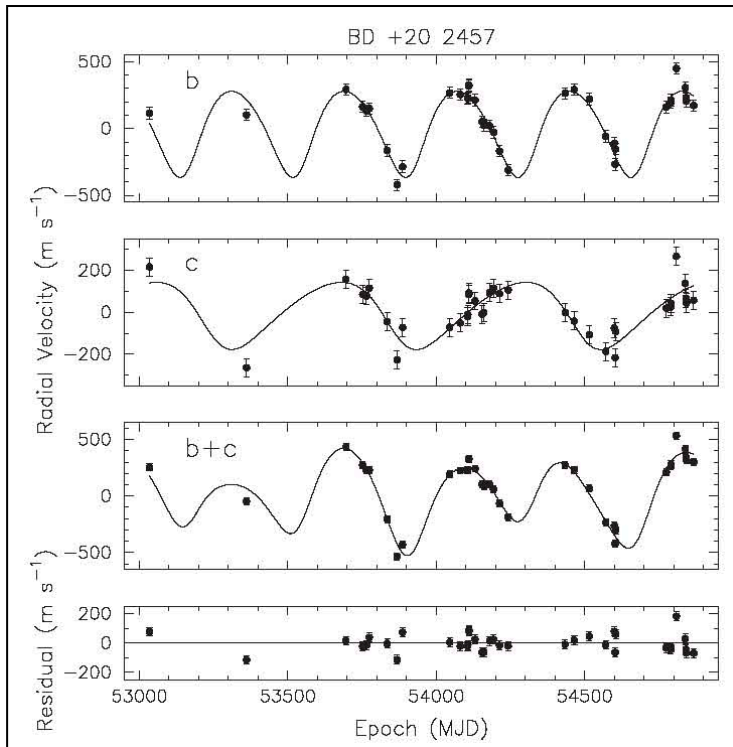 BD +20 2457
b
500
0
−500
c
200
0
−200
b+c
500
0
−500
200
0
−200
Radial Velocity (m s⁻¹)
Residual (m s⁻¹)
53000 53500 54000 54500
Epoch (MJD)